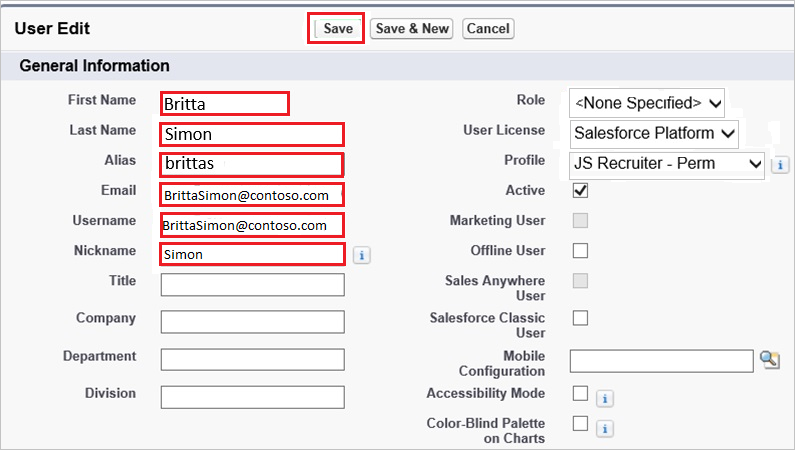 User Edit
Save
Save & New
Cancel
General Information
First Name
Britta
Last Name
Simon
Alias
brittas
Email
BrittaSimon@contoso.com
Username
BrittaSimon@contoso.com
Nickname
Simon
i
Title
Company
Department
Division
Role
<None Specified>
User License
Salesforce Platform
Profile
JS Recruiter - Perm
i
Active
Marketing User
Offline User
Sales Anywhere
User
Salesforce Classic
User
Mobile
Configuration
Accessibility Mode
i
Color-Blind Palette
on Charts
i